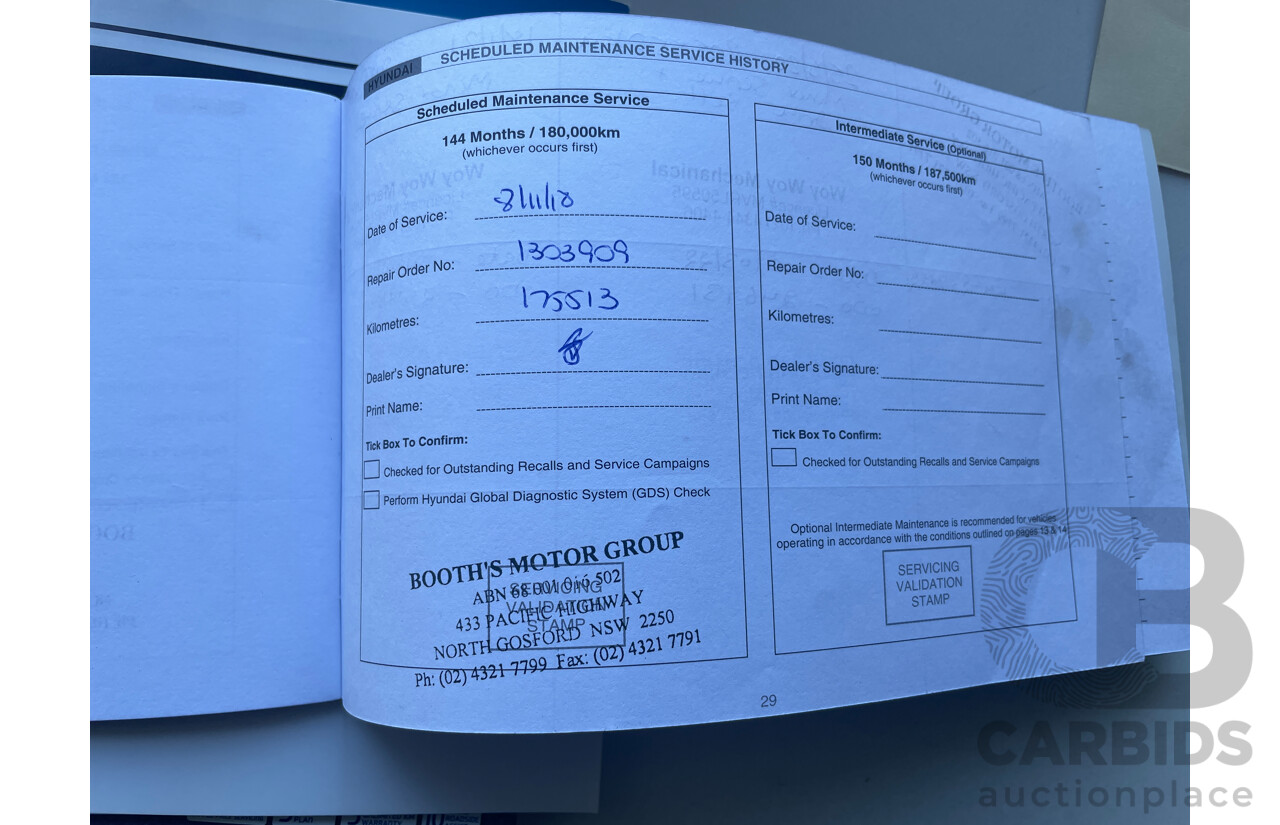 HYUNDAI
SCHEDULED MAINTENANCE SERVICE HISTORY
Scheduled Maintenance Service
144 Months / 180,000km
(whichever occurs first)
Date of Service: 8/11/18
Repair Order No: 1303909
Kilometres: 175513
Dealer's Signature:
Print Name:
Tick Box To Confirm:
Checked for Outstanding Recalls and Service Campaigns
Perform Hyundai Global Diagnostic System (GDS) Check
SERVICING
VALIDATION
STAMP
BOOTH'S MOTOR GROUP
ABN 68 001 016 502
433 PACIFIC HIGHWAY
NORTH GOSFORD NSW 2250
Ph: (02) 4321 7799 Fax: (02) 4321 7791
Intermediate Service (Optional)
150 Months / 187,500km
(whichever occurs first)
Date of Service:
Repair Order No:
Kilometres:
Dealer's Signature:
Print Name:
Tick Box To Confirm:
Checked for Outstanding Recalls and Service Campaigns
Optional Intermediate Maintenance is recommended for vehicles
operating in accordance with the conditions outlined on pages 13 & 14
SERVICING
VALIDATION
STAMP
29
CARBIDS
auctionplace